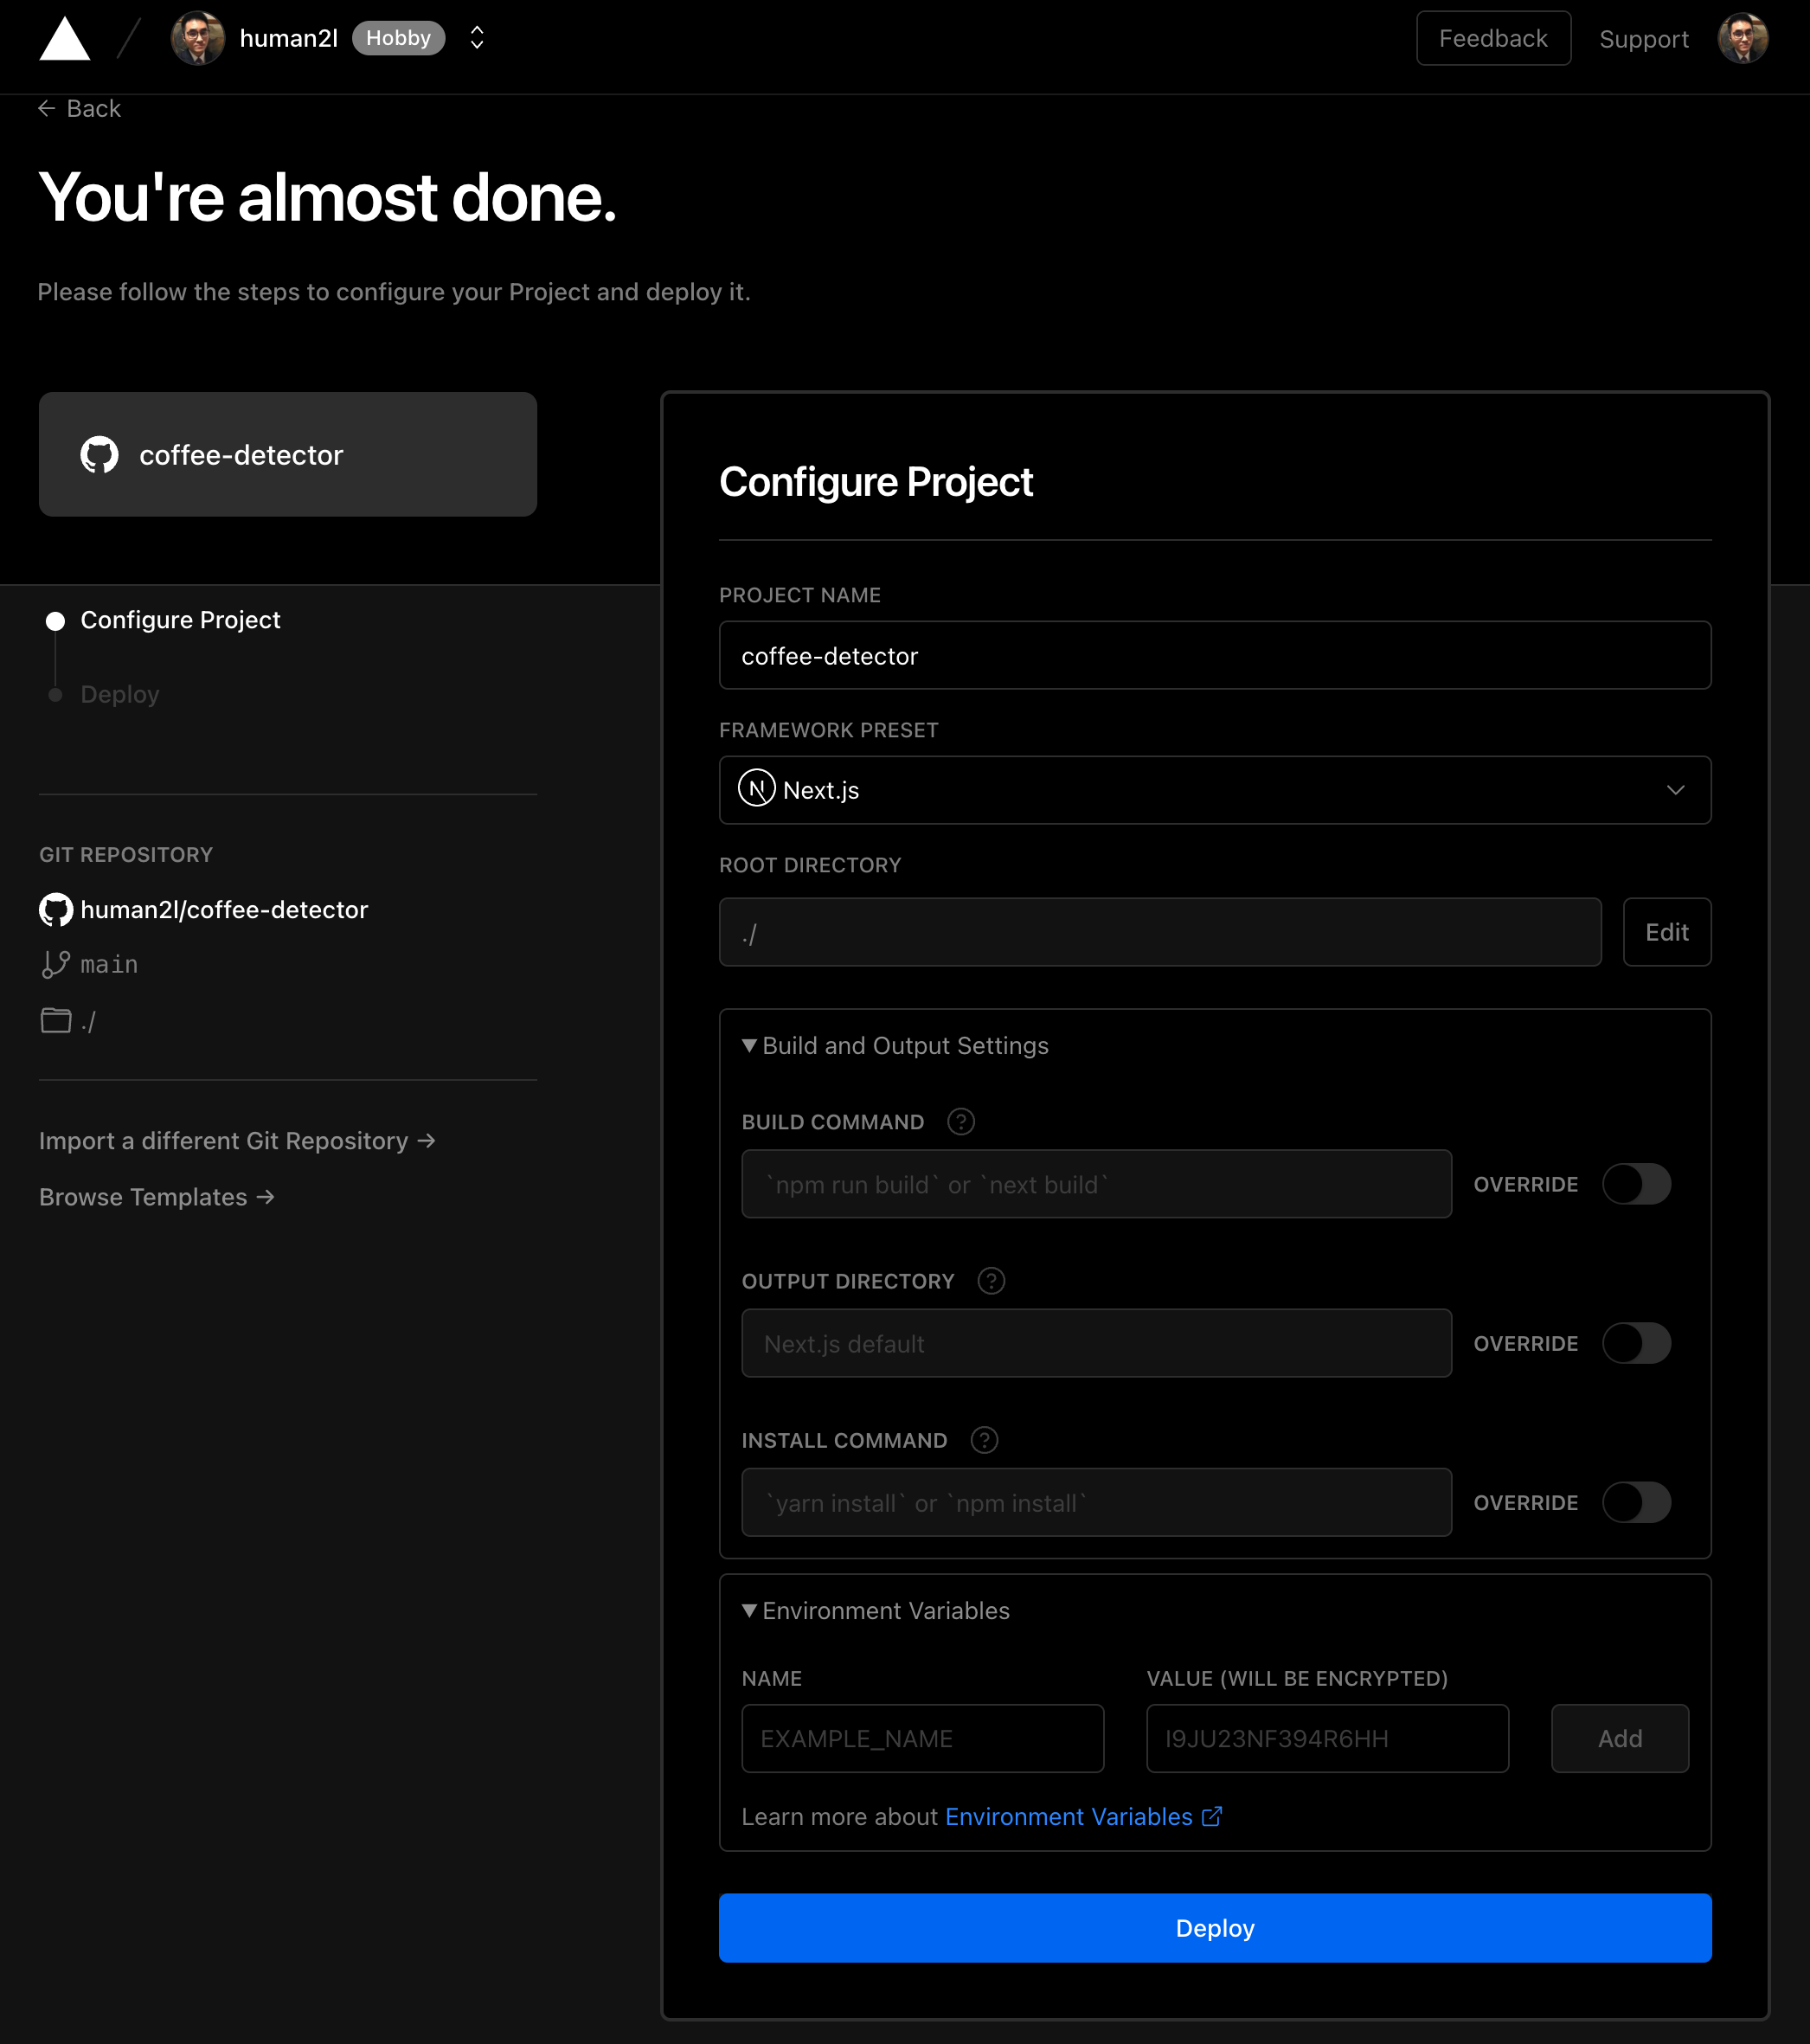 human2l Hobby
Feedback Support
← Back
You're almost done.
Please follow the steps to configure your Project and deploy it.
coffee-detector
Configure Project
Deploy
GIT REPOSITORY
human2l/coffee-detector
main
./
Import a different Git Repository →
Browse Templates →
Configure Project
PROJECT NAME
coffee-detector
FRAMEWORK PRESET
N Next.js
ROOT DIRECTORY
./ Edit
▼ Build and Output Settings
BUILD COMMAND ?
`npm run build` or `next build` OVERRIDE
OUTPUT DIRECTORY ?
Next.js default OVERRIDE
INSTALL COMMAND ?
`yarn install` or `npm install` OVERRIDE
▼ Environment Variables
NAME VALUE (WILL BE ENCRYPTED)
EXAMPLE_NAME I9JU23NF394R6HH Add
Learn more about Environment Variables
Deploy